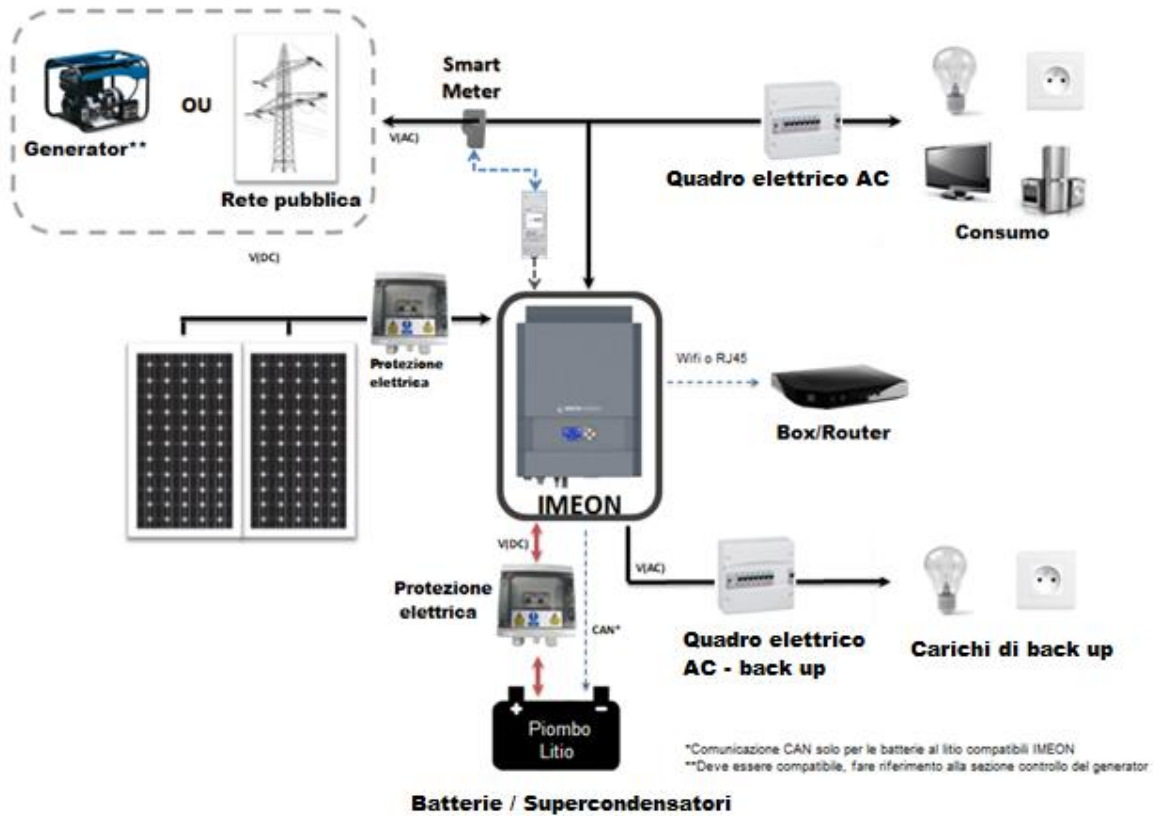 Smart
Meter
OU
Generator**
V(AC)
Rete pubblica
Quadro elettrico AC
Consumo
V(DC)
Protezione
elettrica
Wifi o RJ45
Box/Router
IMEON
V(DC)
V(AC)
Protezione
elettrica
CAN*
Quadro elettrico
AC - back up
Carichi di back up
+
-
Piombo
Litio
*Comunicazione CAN solo per le batterie al litio compatibili IMEON
**Deve essere compatibile, fare riferimento alla sezione controllo del generator
Batterie / Supercondensatori